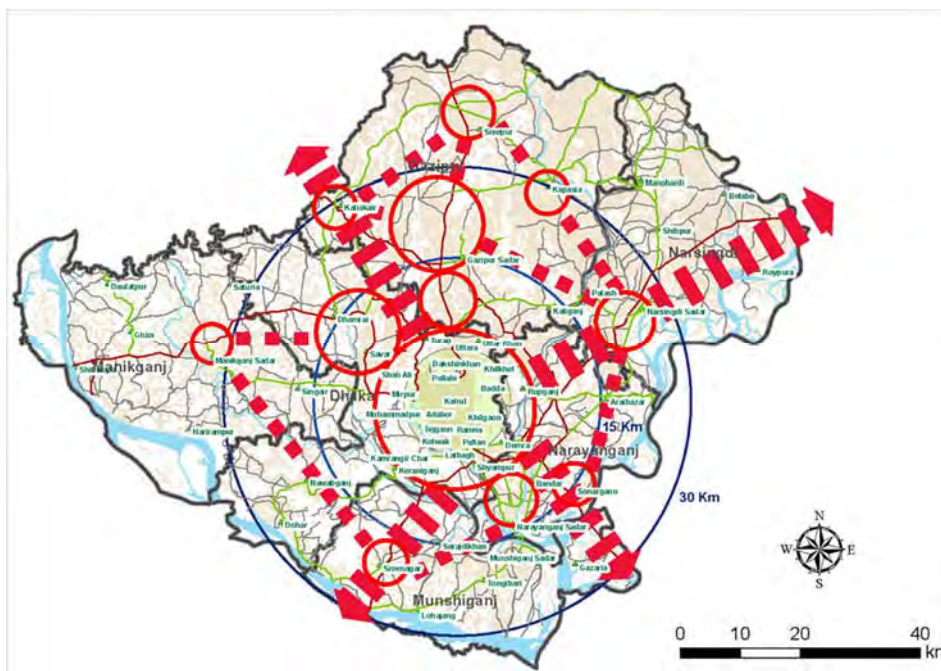 Sreepur
Gazipur
Kapasia
Manohardi
Belabo
Kaliakair
Shibpur
Narsingdi
Gazipur Sadar
Raypura
Daulatpur
Saturia
Palash
Kaliganj
Narsingdi Sadar
Dhamrai
Ghior
Turag
Uttar Khan
Uttara
Savar
Manikganj Sadar
Manikganj
Dakshinkhan
Khilkhet
Shah Ali
Pallabi
Rupganj
Badda
Singair
Dhaka
Mirpur
Kafrul
Araihazar
Mohammadpur
Adabor
Khilgaon
15 Km
Harirampur
Tejgaon
Ramna
Kotwali
Paltan
Demra
Narayanganj
Lalbagh
Kamrangir Char
Shyampur
Keraniganj
Nawabganj
Bandar
Sonargaon
30 Km
Dohar
Narayanganj Sadar
N
Serajdikhan
W
E
Munshiganj Sadar
Sreenagar
Gazaria
S
Tongibari
Munshiganj
Lohajang
0 10 20 40
km